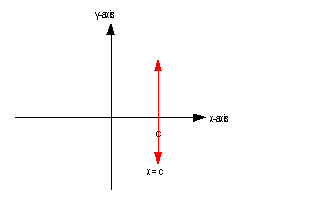 y-axis
x-axis
c
x = c